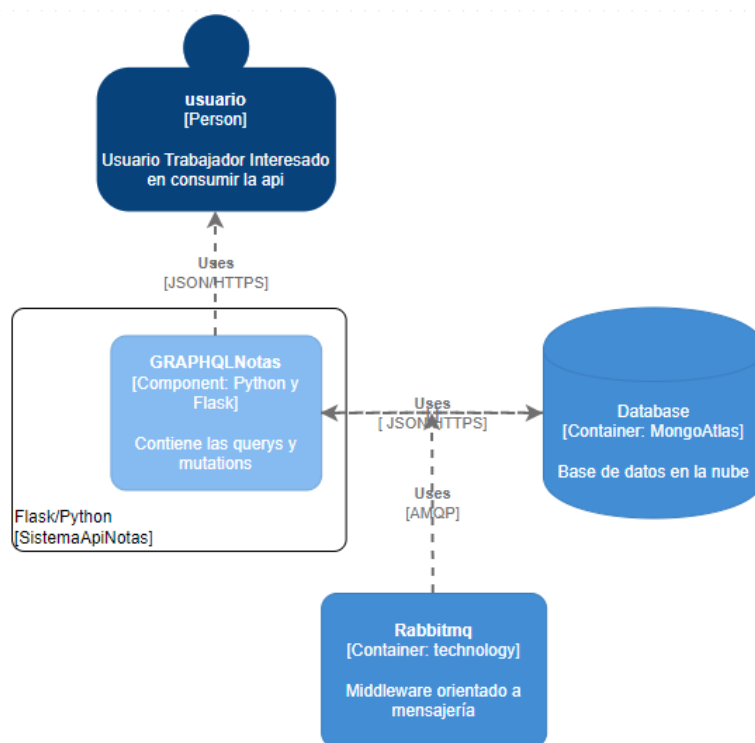 usuario
[Person]
Usuario Trabajador Interesado
en consumir la api
Uses
[JSON/HTTPS]
GRAPHQLNotas
[Component: Python y
Flask]
Contiene las querys y
mutations
Flask/Python
[SistemaApiNotas]
Uses
[ JSON/HTTPS]
Database
[Container: MongoAtlas]
Base de datos en la nube
Uses
[AMQP]
Rabbitmq
[Container: technology]
Middleware orientado a
mensajería